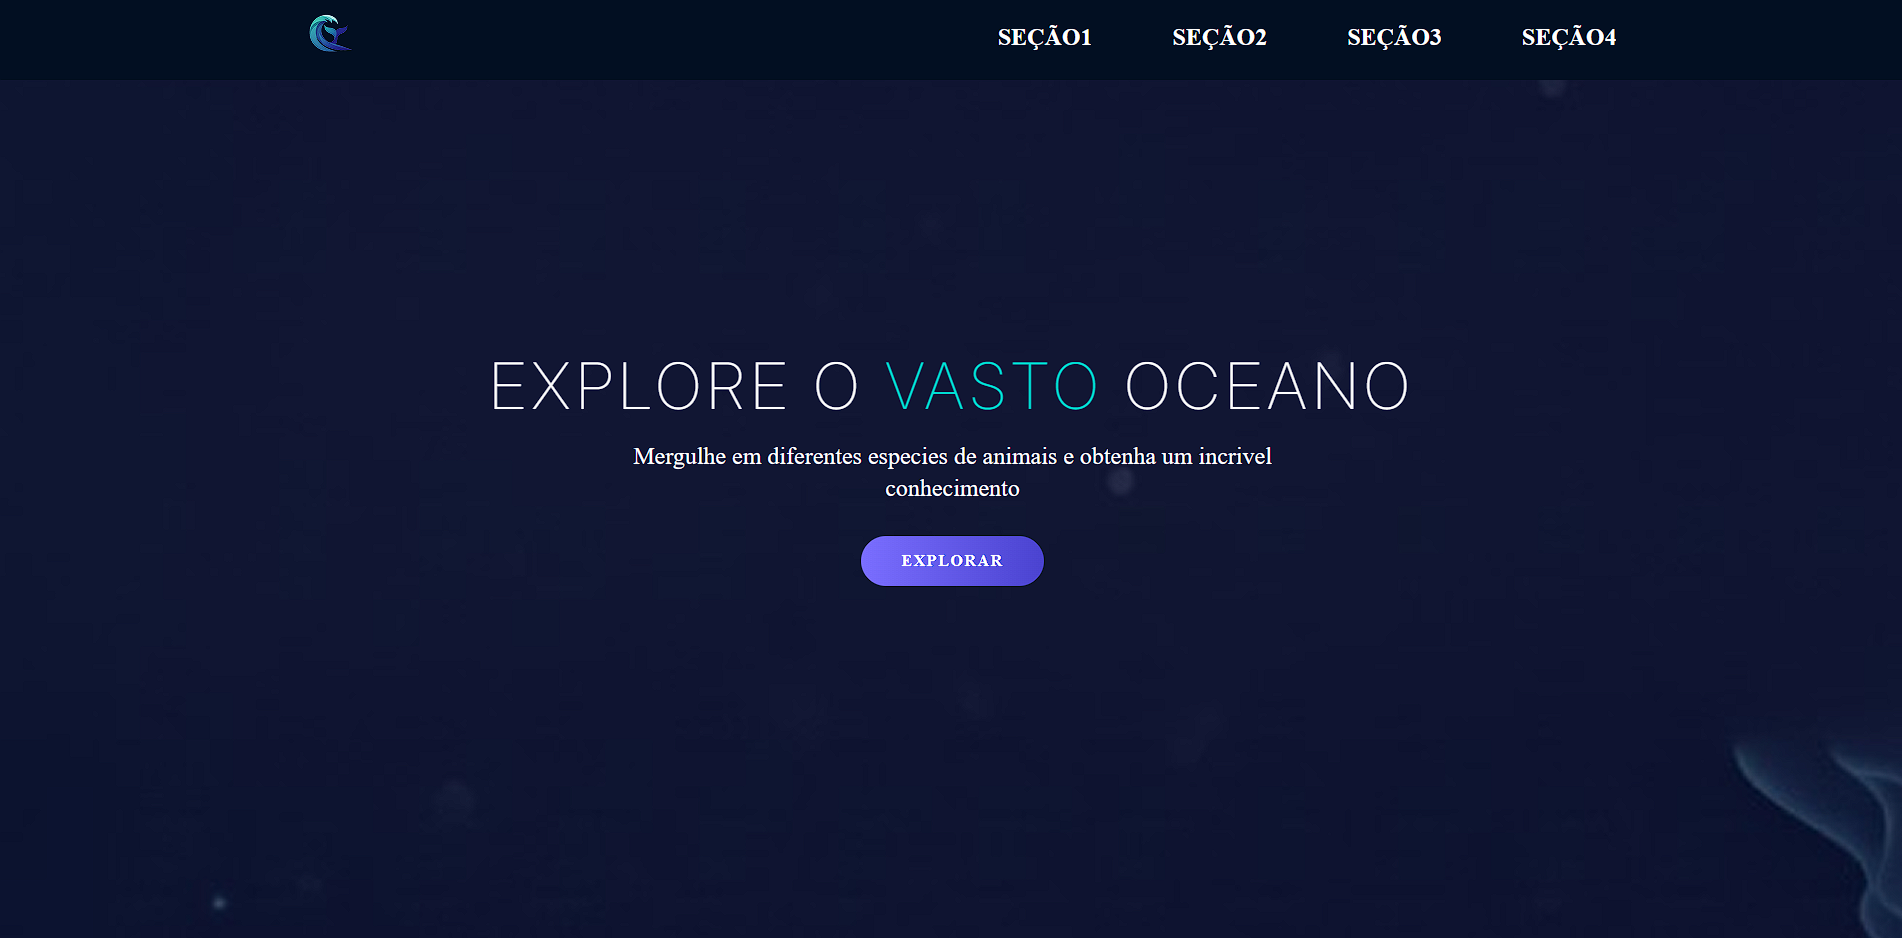 SEÇÃO1 SEÇÃO2 SEÇÃO3 SEÇÃO4
EXPLORE O VASTO OCEANO
Mergulhe em diferentes especies de animais e obtenha um incrivel
conhecimento
EXPLORAR